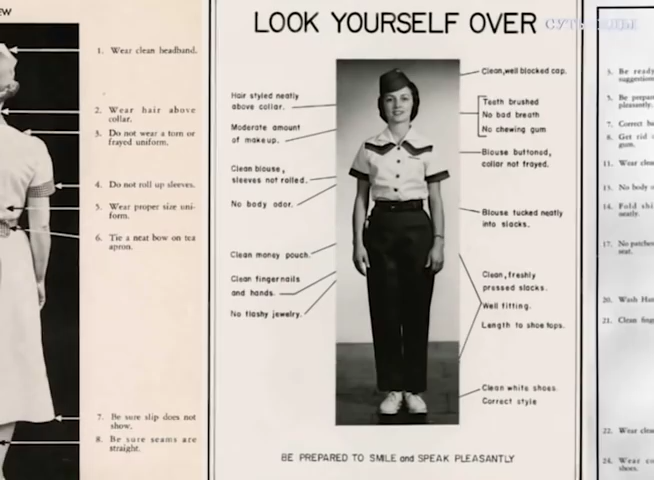 EW
1. Wear clean headband.
2. Wear hair above
collar.
3. Do not wear a torn or
frayed uniform.
4. Do not roll up sleeves.
5. Wear proper size uni-
form.
6. Tie a neat bow on tea
apron.
7. Be sure slip does not
show.
8. Be sure seams are
straight.
LOOK YOURSELF OVER
Hair styled neatly
above collar.
Moderate amount
of makeup.
Clean blouse,
sleeves not rolled.
No body odor.
Clean money pouch.
Clean fingernails
and hands.
No flashy jewelry.
Clean, well blocked cap.
Teeth brushed
No bad breath
No chewing gum
Blouse buttoned,
collar not frayed.
Blouse tucked neatly
into slacks.
Clean, freshly
pressed slacks.
Well fitting.
Length to shoe tops.
Clean white shoes.
Correct style
BE PREPARED TO SMILE and SPEAK PLEASANTLY
Be ready
suggestion
5. Be prepar
pleasantly.
7. Correct
8. Get rid
gum.
11. Wear clea
13. No body o
14. Fold
neatly.
17. No patche
seat.
20. Wash Han
21. Clean fing
22. Wear clea
24. Wear co
shoes.